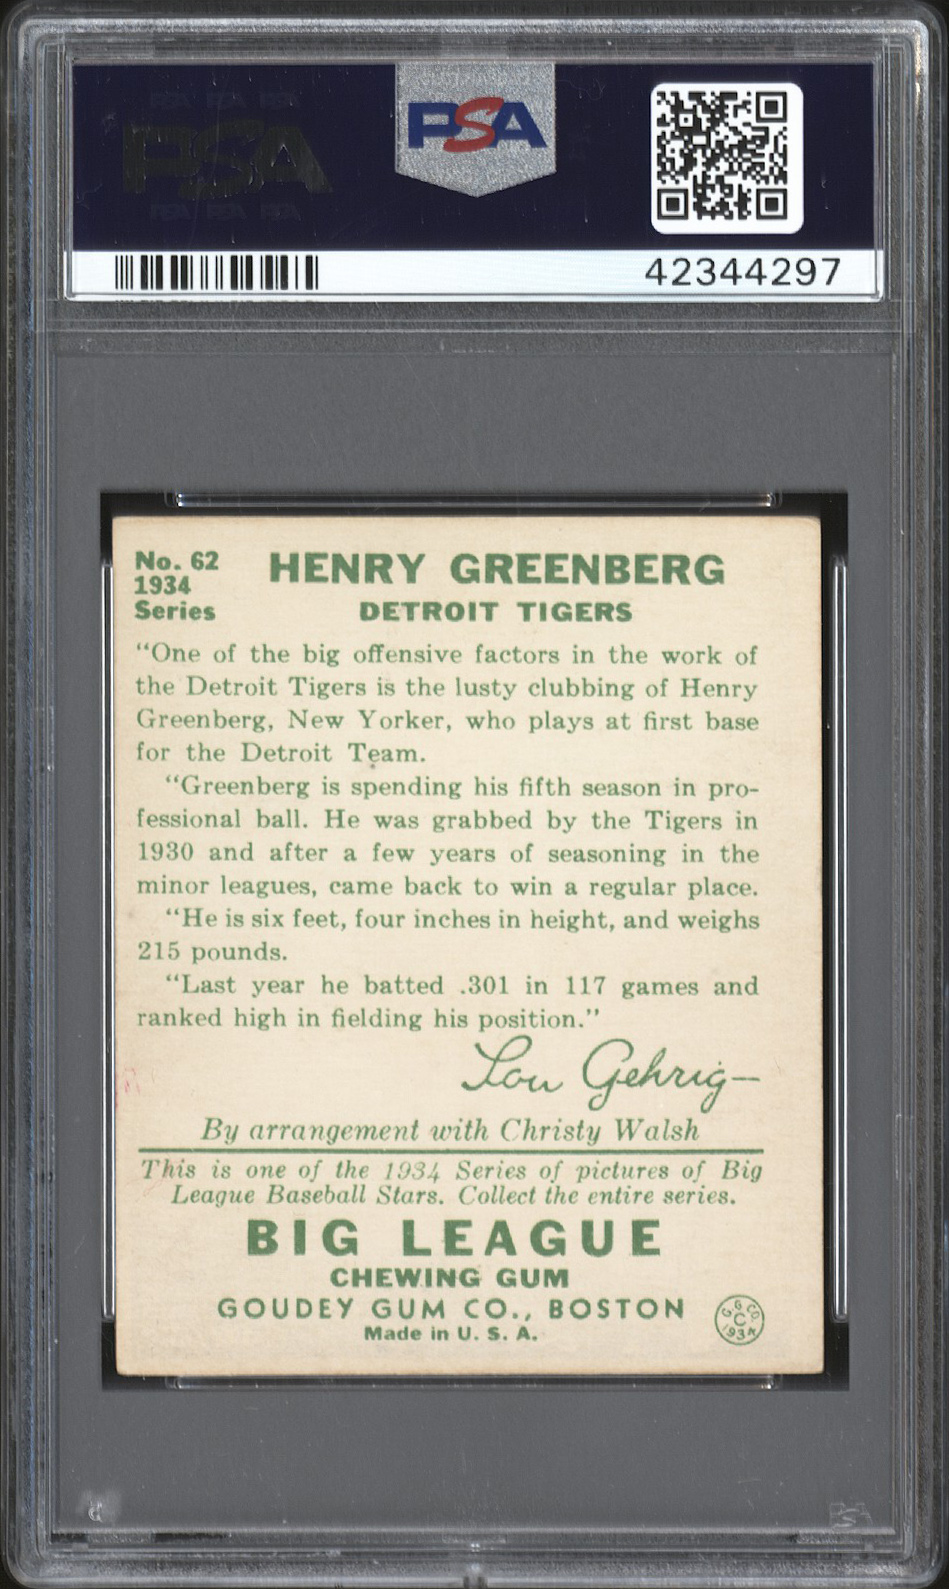 PSA
PSA
42344297
No. 62
1934
Series
HENRY GREENBERG
DETROIT TIGERS
“One of the big offensive factors in the work of
the Detroit Tigers is the lusty clubbing of Henry
Greenberg, New Yorker, who plays at first base
for the Detroit Team.
“Greenberg is spending his fifth season in pro-
fessional ball. He was grabbed by the Tigers in
1930 and after a few years of seasoning in the
minor leagues, came back to win a regular place.
“He is six feet, four inches in height, and weighs
215 pounds.
“Last year he batted .301 in 117 games and
ranked high in fielding his position.”
Lou Gehrig—
By arrangement with Christy Walsh
This is one of the 1934 Series of pictures of Big
League Baseball Stars. Collect the entire series.
BIG LEAGUE
CHEWING GUM
GOUDEY GUM CO., BOSTON
Made in U. S. A.
G. G. CO.
C
1934
PSA